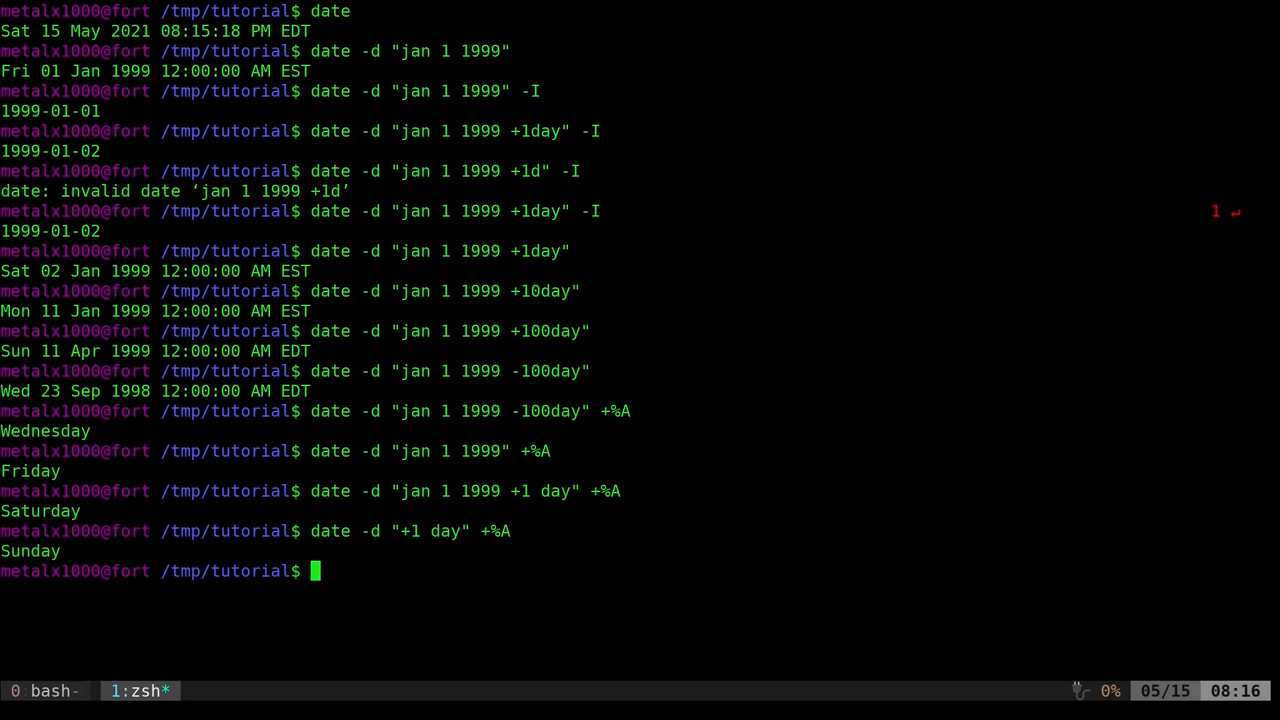 metalx1000@fort /tmp/tutorial$ date
Sat 15 May 2021 08:15:18 PM EDT
metalx1000@fort /tmp/tutorial$ date -d "jan 1 1999"
Fri 01 Jan 1999 12:00:00 AM EST
metalx1000@fort /tmp/tutorial$ date -d "jan 1 1999" -I
1999-01-01
metalx1000@fort /tmp/tutorial$ date -d "jan 1 1999 +1day" -I
1999-01-02
metalx1000@fort /tmp/tutorial$ date -d "jan 1 1999 +1d" -I
date: invalid date ‘jan 1 1999 +1d’
metalx1000@fort /tmp/tutorial$ date -d "jan 1 1999 +1day" -I 1 ↵
1999-01-02
metalx1000@fort /tmp/tutorial$ date -d "jan 1 1999 +1day"
Sat 02 Jan 1999 12:00:00 AM EST
metalx1000@fort /tmp/tutorial$ date -d "jan 1 1999 +10day"
Mon 11 Jan 1999 12:00:00 AM EST
metalx1000@fort /tmp/tutorial$ date -d "jan 1 1999 +100day"
Sun 11 Apr 1999 12:00:00 AM EDT
metalx1000@fort /tmp/tutorial$ date -d "jan 1 1999 -100day"
Wed 23 Sep 1998 12:00:00 AM EDT
metalx1000@fort /tmp/tutorial$ date -d "jan 1 1999 -100day" +%A
Wednesday
metalx1000@fort /tmp/tutorial$ date -d "jan 1 1999" +%A
Friday
metalx1000@fort /tmp/tutorial$ date -d "jan 1 1999 +1 day" +%A
Saturday
metalx1000@fort /tmp/tutorial$ date -d "+1 day" +%A
Sunday
metalx1000@fort /tmp/tutorial$
0 bash- 1:zsh* 0% 05/15 08:16